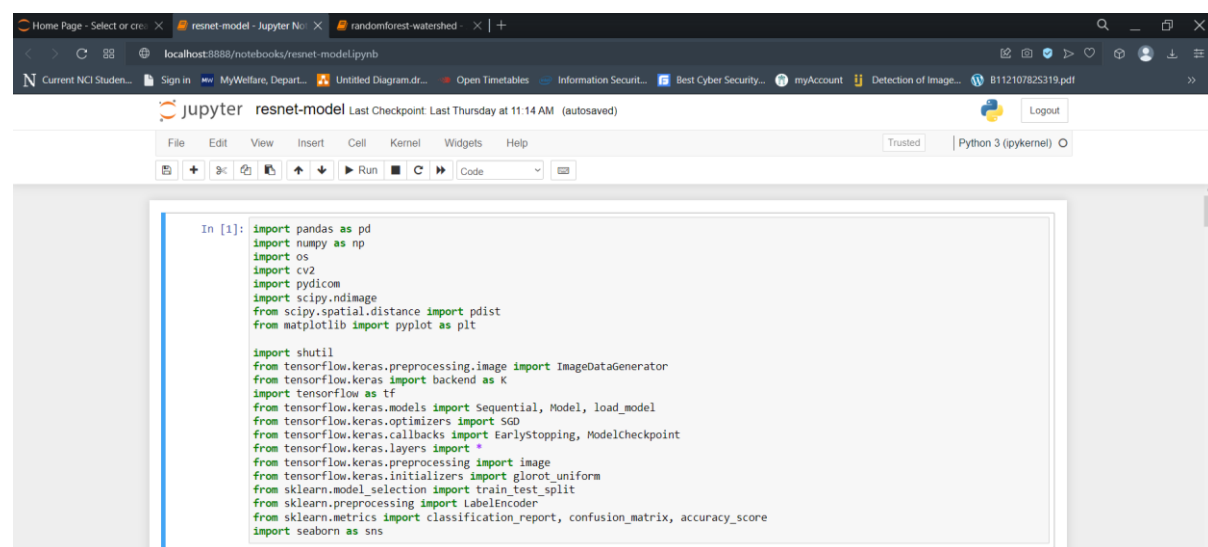 Home Page - Select or crea
resnet-model - Jupyter No
randomforest-watershed -
localhost:8888/notebooks/resnet-model.ipynb
Current NCI Studen...
Sign in
MyWelfare, Depart...
Untitled Diagram.dr...
Open Timetables
Information Securit...
Best Cyber Security...
myAccount
Detection of Image...
B11210782S319.pdf
jupyter resnet-model Last Checkpoint: Last Thursday at 11:14 AM (autosaved)
Logout
File Edit View Insert Cell Kernel Widgets Help
Trusted
Python 3 (ipykernel)
Run
Code
In [1]: import pandas as pd
import numpy as np
import os
import cv2
import pydicom
import scipy.ndimage
from scipy.spatial.distance import pdist
from matplotlib import pyplot as plt
import shutil
from tensorflow.keras.preprocessing.image import ImageDataGenerator
from tensorflow.keras import backend as K
import tensorflow as tf
from tensorflow.keras.models import Sequential, Model, load_model
from tensorflow.keras.optimizers import SGD
from tensorflow.keras.callbacks import EarlyStopping, ModelCheckpoint
from tensorflow.keras.layers import *
from tensorflow.keras.preprocessing import image
from tensorflow.keras.initializers import glorot_uniform
from sklearn.model_selection import train_test_split
from sklearn.preprocessing import LabelEncoder
from sklearn.metrics import classification_report, confusion_matrix, accuracy_score
import seaborn as sns